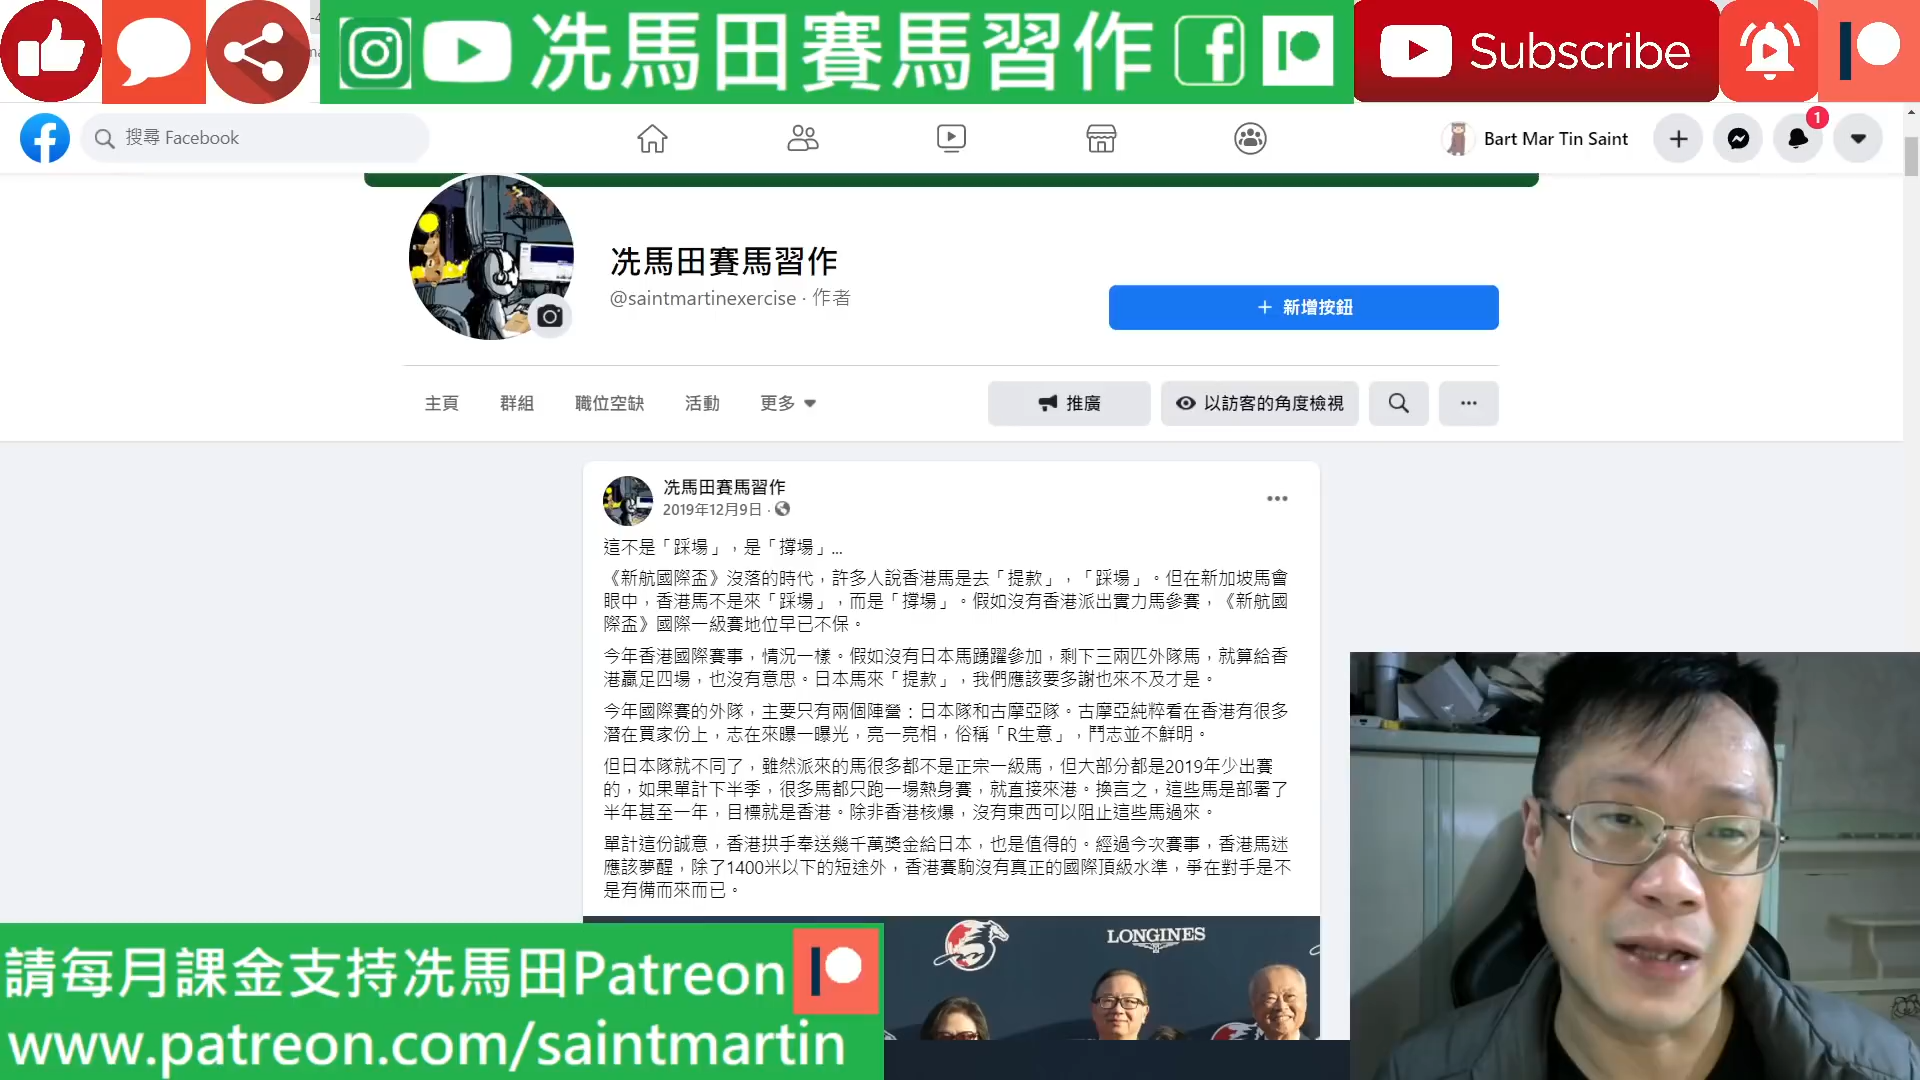 冼馬田賽馬習作
Subscribe
搜尋 Facebook
Bart Mar Tin Saint
1
冼馬田賽馬習作
@saintmartinexercise · 作者
+ 新增按鈕
主頁
群組
職位空缺
活動
更多
推廣
以訪客的角度檢視
冼馬田賽馬習作
2019年12月9日 ·
這不是「踩場」，是「撐場」...
《新航國際盃》沒落的時代，許多人說香港馬是去「提款」，「踩場」。但在新加坡馬會
眼中，香港馬不是來「踩場」，而是「撐場」。假如沒有香港派出實力馬參賽，《新航國
際盃》國際一級賽地位早已不保。
今年香港國際賽事，情況一樣。假如沒有日本馬踴躍參加，剩下三兩匹外隊馬，就算給香
港贏足四場，也沒有意思。日本馬來「提款」，我們應該要多謝也來不及才是。
今年國際賽的外隊，主要只有兩個陣營：日本隊和古摩亞隊。古摩亞純粹看在香港有很多
潛在買家份上，志在來曝一曝光，亮一亮相，俗稱「R生意」，鬥志並不鮮明。
但日本隊就不同了，雖然派來的馬很多都不是正宗一級馬，但大部分都是2019年少出賽
的，如果單計下半季，很多馬都只跑一場熱身賽，就直接來港。換言之，這些馬是部署了
半年甚至一年，目標就是香港。除非香港核爆，沒有東西可以阻止這些馬過來。
單計這份誠意，香港拱手奉送幾千萬獎金給日本，也是值得的。經過今次賽事，香港馬迷
應該夢醒，除了1400米以下的短途外，香港賽駒沒有真正的國際頂級水準，爭在對手是不
是有備而來而已。
LONGINES
請每月課金支持冼馬田Patreon
www.patreon.com/saintmartin